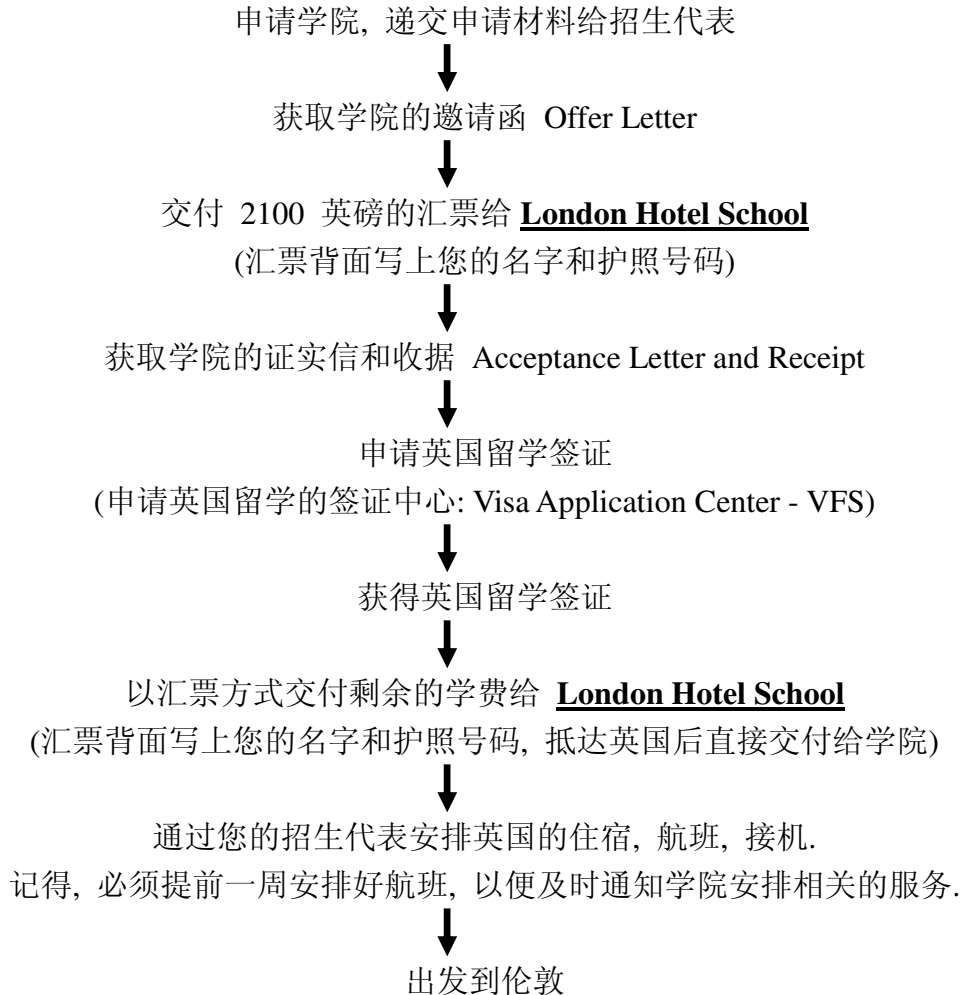 申请学院, 递交申请材料给招生代表
获取学院的邀请函 Offer Letter
交付 2100 英磅的汇票给 London Hotel School
(汇票背面写上您的名字和护照号码)
获取学院的证实信和收据 Acceptance Letter and Receipt
申请英国留学签证
(申请英国留学的签证中心: Visa Application Center - VFS)
获得英国留学签证
以汇票方式交付剩余的学费给 London Hotel School
(汇票背面写上您的名字和护照号码, 抵达英国后直接交付给学院)
通过您的招生代表安排英国的住宿, 航班, 接机.
记得, 必须提前一周安排好航班, 以便及时通知学院安排相关的服务.
出发到伦敦